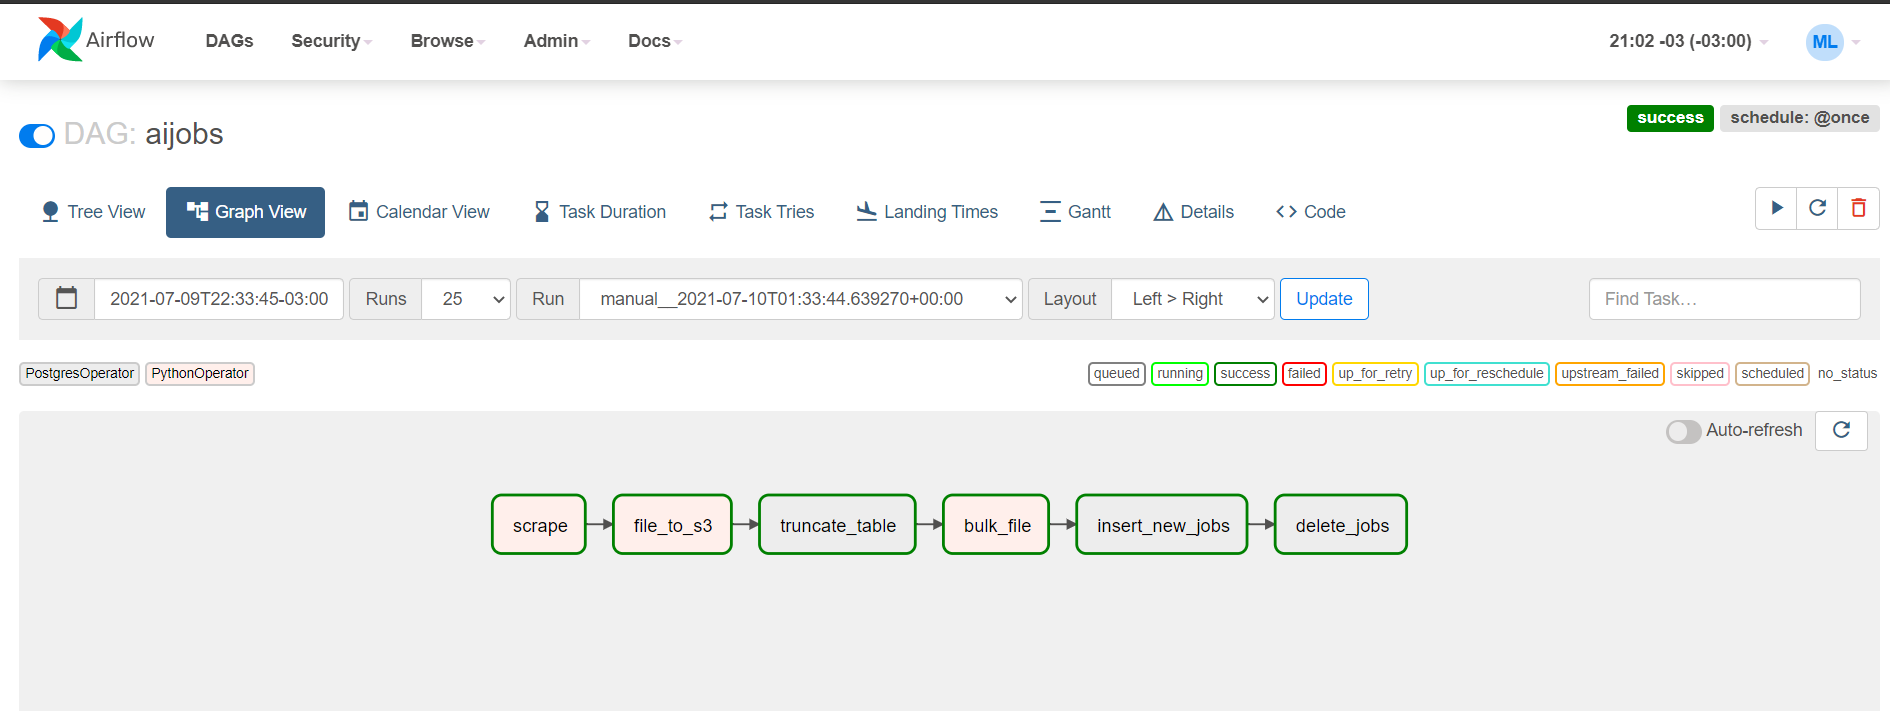 Airflow DAGs Security Browse Admin Docs 21:02 -03 (-03:00) ML
DAG: aijobs success schedule: @once
Tree View Graph View Calendar View Task Duration Task Tries Landing Times Gantt Details Code
2021-07-09T22:33:45-03:00 Runs 25 Run manual__2021-07-10T01:33:44.639270+00:00 Layout Left > Right Update Find Task…
PostgresOperator PythonOperator queued running success failed up_for_retry up_for_reschedule upstream_failed skipped scheduled no_status
Auto-refresh
scrape file_to_s3 truncate_table bulk_file insert_new_jobs delete_jobs